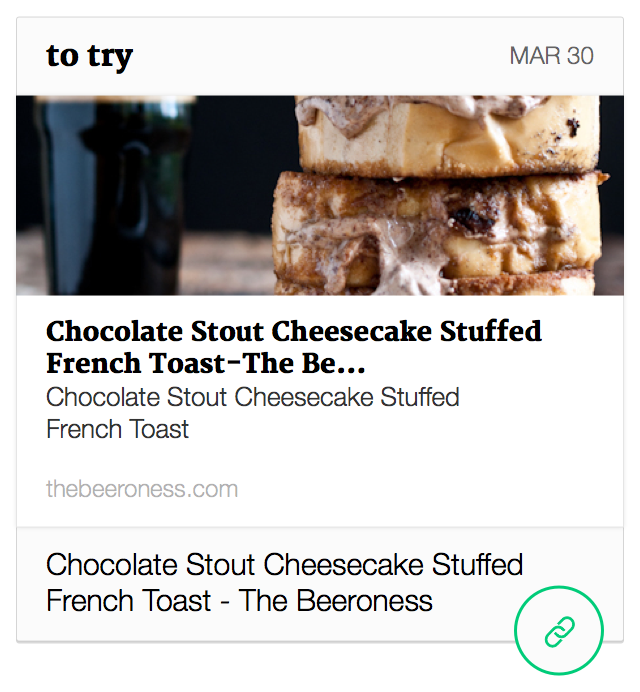 to try
MAR 30
Chocolate Stout Cheesecake Stuffed
French Toast-The Be...
Chocolate Stout Cheesecake Stuffed
French Toast
thebeeroness.com
Chocolate Stout Cheesecake Stuffed
French Toast - The Beeroness